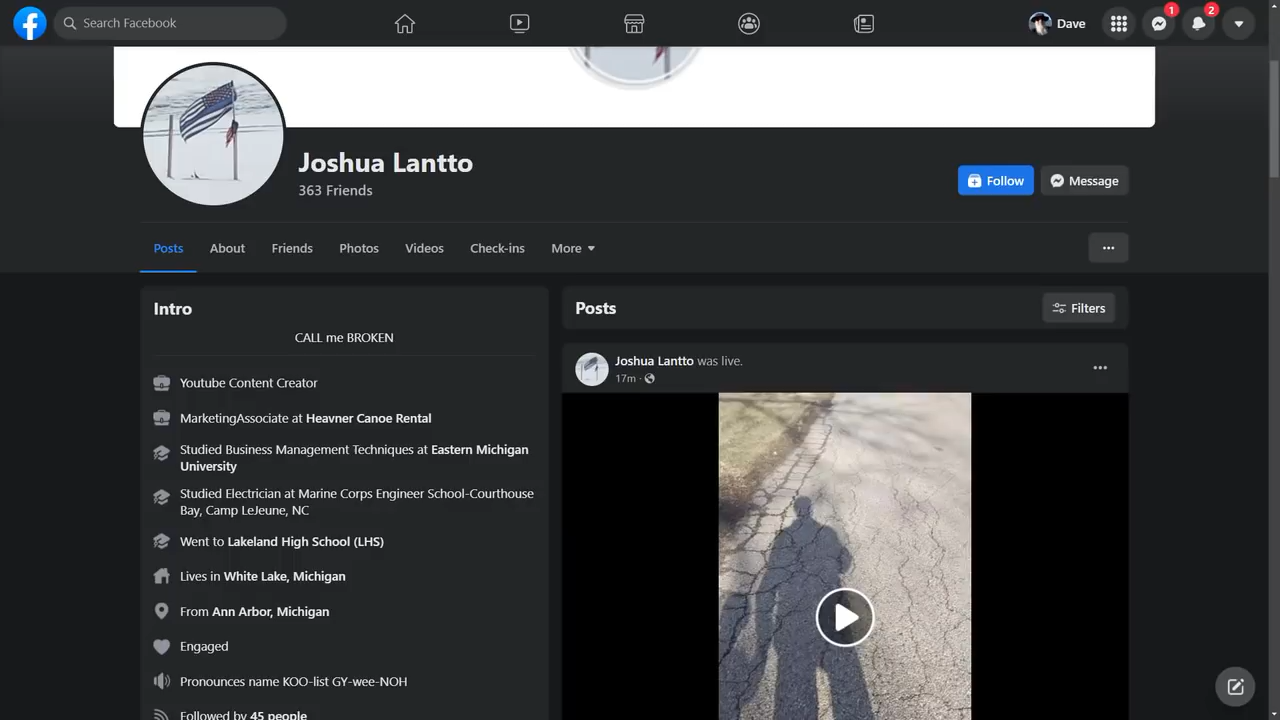 Search Facebook
Dave
1
2
Joshua Lantto
363 Friends
Follow
Message
Posts
About
Friends
Photos
Videos
Check-ins
More
Intro
CALL me BROKEN
Youtube Content Creator
MarketingAssociate at Heavner Canoe Rental
Studied Business Management Techniques at Eastern Michigan
University
Studied Electrician at Marine Corps Engineer School-Courthouse
Bay, Camp LeJeune, NC
Went to Lakeland High School (LHS)
Lives in White Lake, Michigan
From Ann Arbor, Michigan
Engaged
Pronounces name KOO-list GY-wee-NOH
Followed by 45 people
Posts
Filters
Joshua Lantto was live.
17m ·